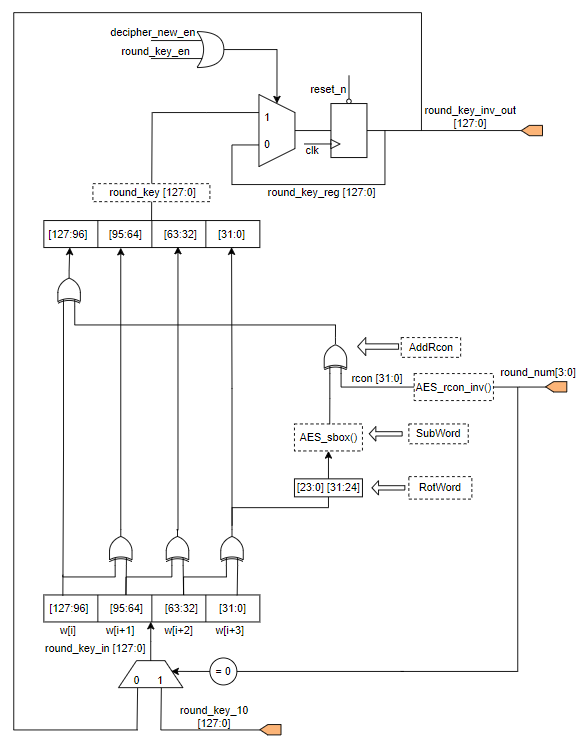 decipher_new_en
round_key_en
reset_n
round_key_inv_out
[127:0]
1
0
clk
round_key [127:0]
round_key_reg [127:0]
[127:96] [95:64] [63:32] [31:0]
AddRcon
rcon [31:0]
round_num[3:0]
AES_rcon_inv()
AES_sbox()
SubWord
[23:0] [31:24]
RotWord
[127:96] [95:64] [63:32] [31:0]
w[i] w[i+1] w[i+2] w[i+3]
round_key_in [127:0]
= 0
0 1
round_key_10
[127:0]